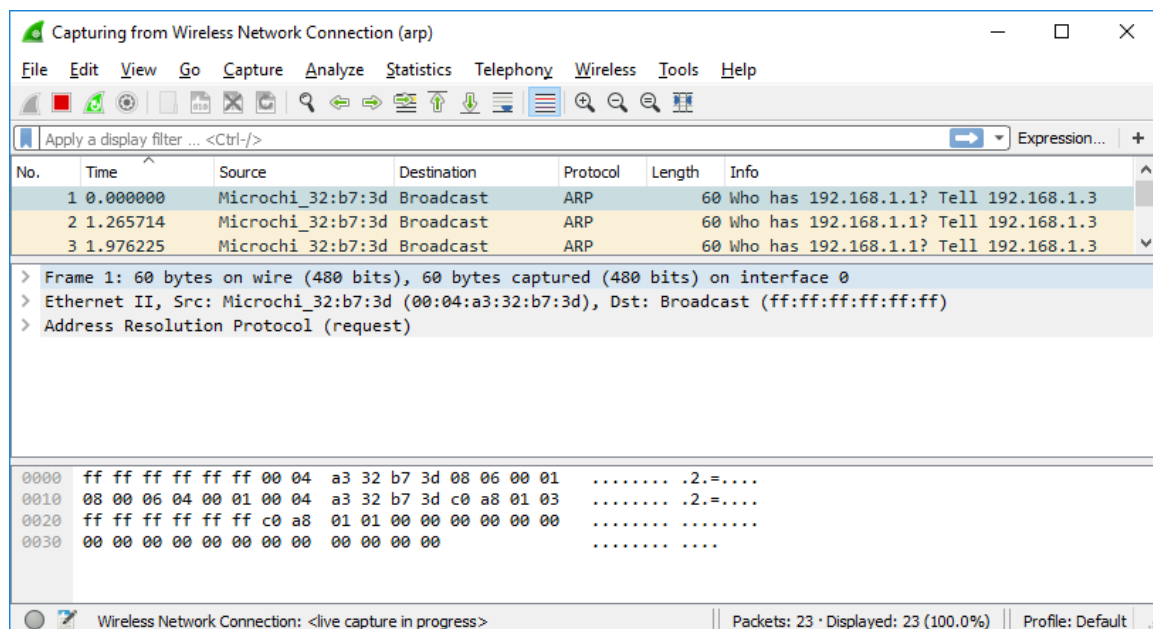 Capturing from Wireless Network Connection (arp)
File Edit View Go Capture Analyze Statistics Telephony Wireless Tools Help
Apply a display filter ... <Ctrl-/> Expression... +
No. Time Source Destination Protocol Length Info
1 0.000000 Microchi_32:b7:3d Broadcast ARP 60 Who has 192.168.1.1? Tell 192.168.1.3
2 1.265714 Microchi_32:b7:3d Broadcast ARP 60 Who has 192.168.1.1? Tell 192.168.1.3
3 1.976225 Microchi_32:b7:3d Broadcast ARP 60 Who has 192.168.1.1? Tell 192.168.1.3
> Frame 1: 60 bytes on wire (480 bits), 60 bytes captured (480 bits) on interface 0
> Ethernet II, Src: Microchi_32:b7:3d (00:04:a3:32:b7:3d), Dst: Broadcast (ff:ff:ff:ff:ff:ff)
> Address Resolution Protocol (request)
0000 ff ff ff ff ff ff 00 04 a3 32 b7 3d 08 06 00 01 ........ .2.=....
0010 08 00 06 04 00 01 00 04 a3 32 b7 3d c0 a8 01 03 ........ .2.=....
0020 ff ff ff ff ff ff c0 a8 01 01 00 00 00 00 00 00 ........ ........
0030 00 00 00 00 00 00 00 00 00 00 00 00 ........ ....
Wireless Network Connection: <live capture in progress> Packets: 23 · Displayed: 23 (100.0%) Profile: Default